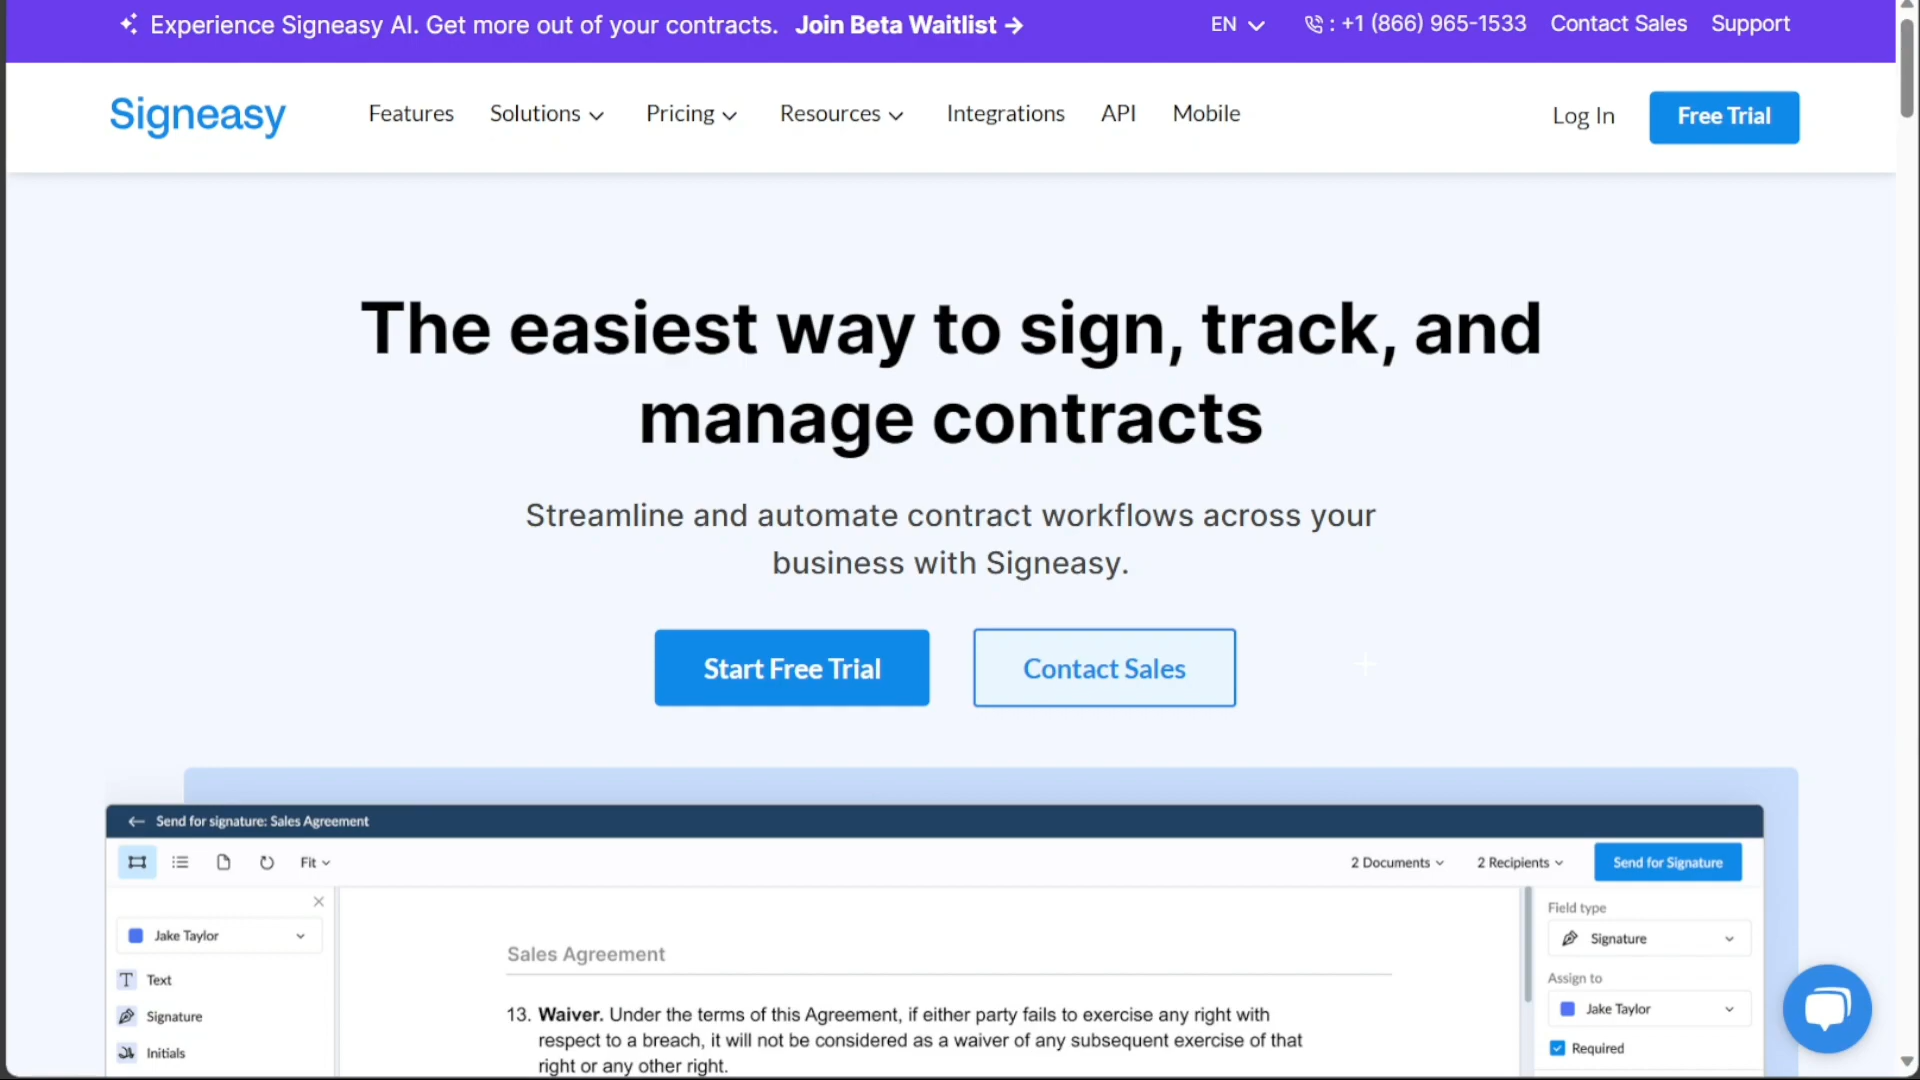 Experience Signeasy AI. Get more out of your contracts. Join Beta Waitlist →
EN
: +1 (866) 965-1533
Contact Sales
Support
Signeasy
Features
Solutions
Pricing
Resources
Integrations
API
Mobile
Log In
Free Trial
The easiest way to sign, track, and
manage contracts
Streamline and automate contract workflows across your
business with Signeasy.
Start Free Trial
Contact Sales
← Send for signature: Sales Agreement
Fit
2 Documents
2 Recipients
Send for Signature
Jake Taylor
Text
Signature
Initials
Sales Agreement
13. Waiver. Under the terms of this Agreement, if either party fails to exercise any right with
respect to a breach, it will not be considered as a waiver of any subsequent exercise of that
right or any other right.
Field type
Signature
Assign to
Jake Taylor
Required